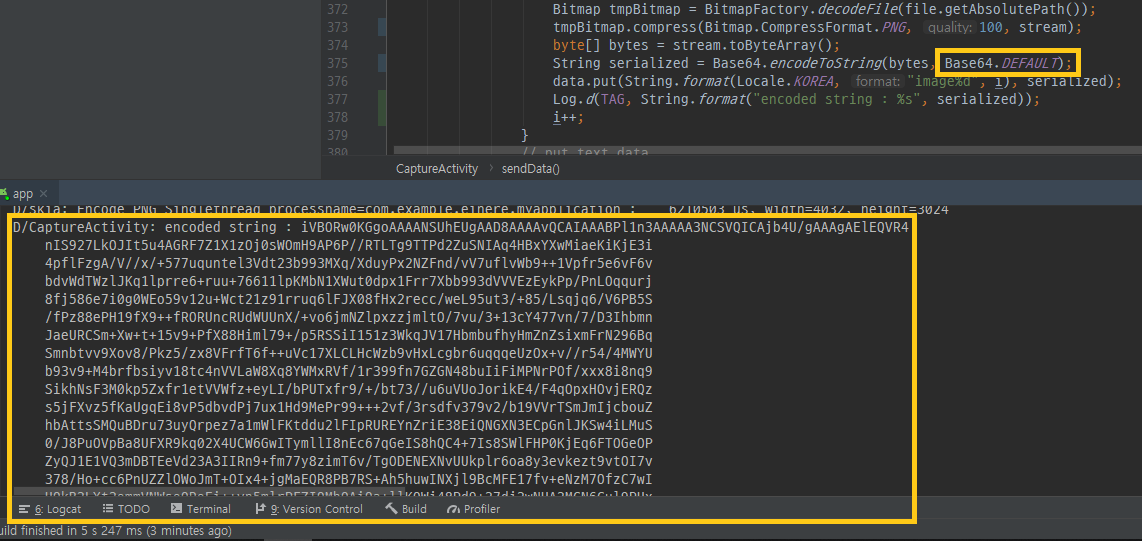 372 Bitmap tmpBitmap = BitmapFactory.decodeFile(file.getAbsolutePath());
373 tmpBitmap.compress(Bitmap.CompressFormat.PNG, quality: 100, stream);
374 byte[] bytes = stream.toByteArray();
375 String serialized = Base64.encodeToString(bytes, Base64.DEFAULT);
376 data.put(String.format(Locale.KOREA, format: "image%d", i), serialized);
377 Log.d(TAG, String.format("encoded string : %s", serialized));
378 i++;
379 }
380 // put text data
CaptureActivity › sendData()
app
D/skia: Encode PNG Singlethread processname=com.example.einere.myapplication : 6210503 us, width=4032, height=3024
D/CaptureActivity: encoded string : iVBORw0KGgoAAAANSUhEUgAAD8AAAAvQCAIAAABPl1n3AAAAA3NCSVQICAjb4U/gAAAgAElEQVR4
nIS927LkOJIt5u4AGRF7Z1X1zOj0sWOmH9AP6P//RTLTg9TTPd2ZuSNIAq4HBxYXwMiaeKiKjE3i
4pflFzgA/V//x/+577uquntel3Vdt23b993MXq/XduyPx2NZFnd/vV7uflvWb9++1Vpfr5e6vF6v
bdvWdTWzlJKq1lprre6+ruu+76611lpKMbN1XWut0dpx1Frr7Xbb993dVVVEzEykPp/PnLOqqurj
8fj586e7i0g0WEo59v12u+Wct21z91rruq6lFJX08fHx2recc/weL95ut3/+85/Lsqjq6/V6PB5S
/fPz88ePH19fX9++fRORUncRUdWUUnX/+vo6jmNZlpxzzjmltO/7vu/3+13cY477vn/7/D3Ihbmn
JaeURCSm+Xw+t+15v9+PfX88Himl79+/p5RSSiI151z3WkqJV17HbmbufhyHmZnZsixmFrN296Bq
Smnbtvv9Xov8/Pkz5/zx8VFrfT6f++uVc17XLCLHcWzb9vHxLcgbr6uqqqqeUzOx+v//r54/4MWYU
b93v9+M4brfbsiyv18tc4nVVLaW8Xq8YWMxRVf/1r399fn7GZGN48buIiFiMPNrPOf/xxx8i8nq9
SikhNsF3M0kp5Zxfr1etVVWfz+eyLI/bPUTxfr9/+/bt73//u6uVUoJorikE4/F4qOpxHOvjERQz
s5jFXvz5fKaUgqEi8vP5dbvdPj7ux1Hd9MePr99+++2vf/3rsdfv379v2/b19VVrTSmJmIjcbouZ
hbAttsSMQuBDru73uyQrpez7a1mWlFKtddu2lFIpRUREYnZriE38EiQNGXN3ECpGnlJKSw4iLMuS
0/J8PuOVpBa8UFXR9kq02X4UCW6GwITymllI8nEc67qGeIS8hQC4+7Is8SWlFHP0KjEq6FTOGeOP
ZyQJ1E1VQ3mDBTEeVd23A3IIRn9+fm77y8zimT6v/TgODENEXNvUUkplr6oa8y3evkezt9vtOI7v
378/Ho+cc6PnUZZlOWoJmT+OIx4+jgMaEQR8PB7RS+Ah5huwINXjl9BcMFE17fv+eNzM7OfzC7wI
6: Logcat TODO Terminal 9: Version Control Build Profiler
uild finished in 5 s 247 ms (3 minutes ago)